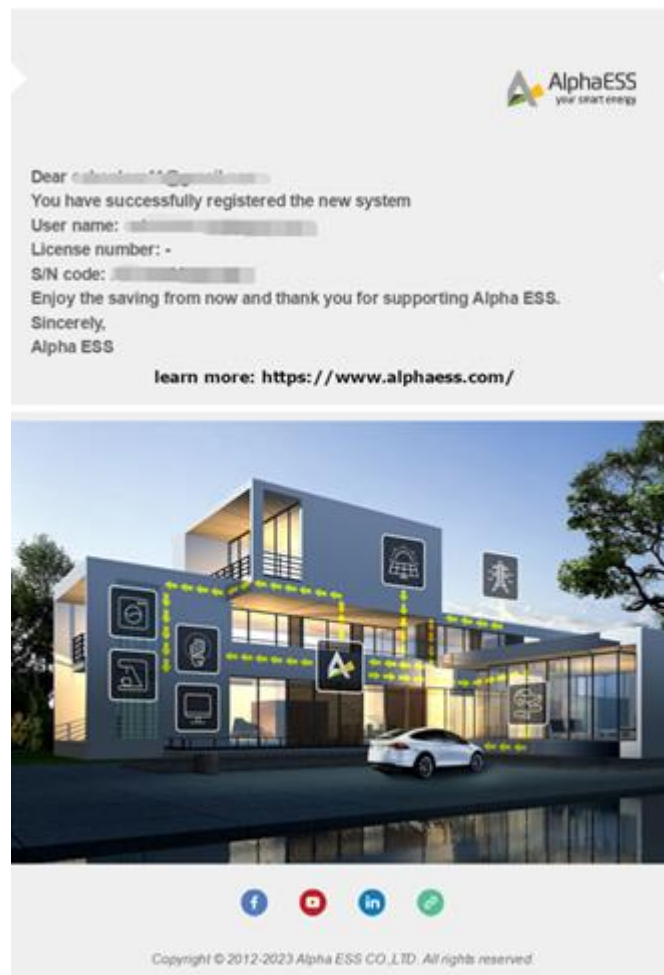 AlphaESS
your smart energy
Dear
You have successfully registered the new system
User name:
License number: -
S/N code:
Enjoy the saving from now and thank you for supporting Alpha ESS.
Sincerely,
Alpha ESS
learn more: https://www.alphaess.com/
Copyright © 2012-2023 Alpha ESS CO.,LTD. All rights reserved.